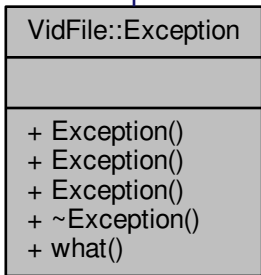 VidFile::Exception
+ Exception()
+ Exception()
+ Exception()
+ ~Exception()
+ what()